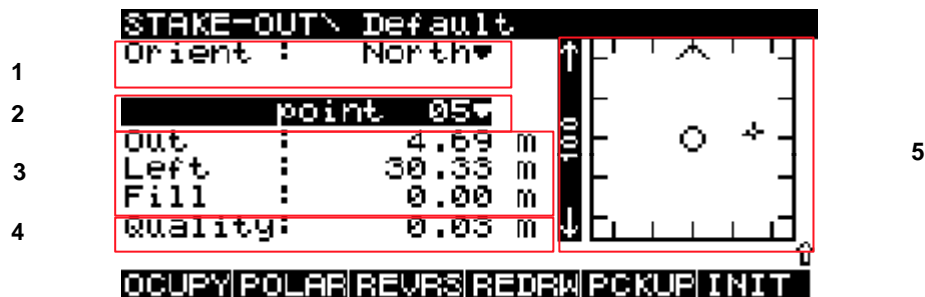 STAKE-OUT\ Default
1
Orient : North▾
2
point 05▾
3
Out : 4.69 m
Left : 30.33 m
Fill : 0.00 m
4
Quality: 0.03 m
100
5
OCUPY POLAR REVRS REDRW PCKUP INIT